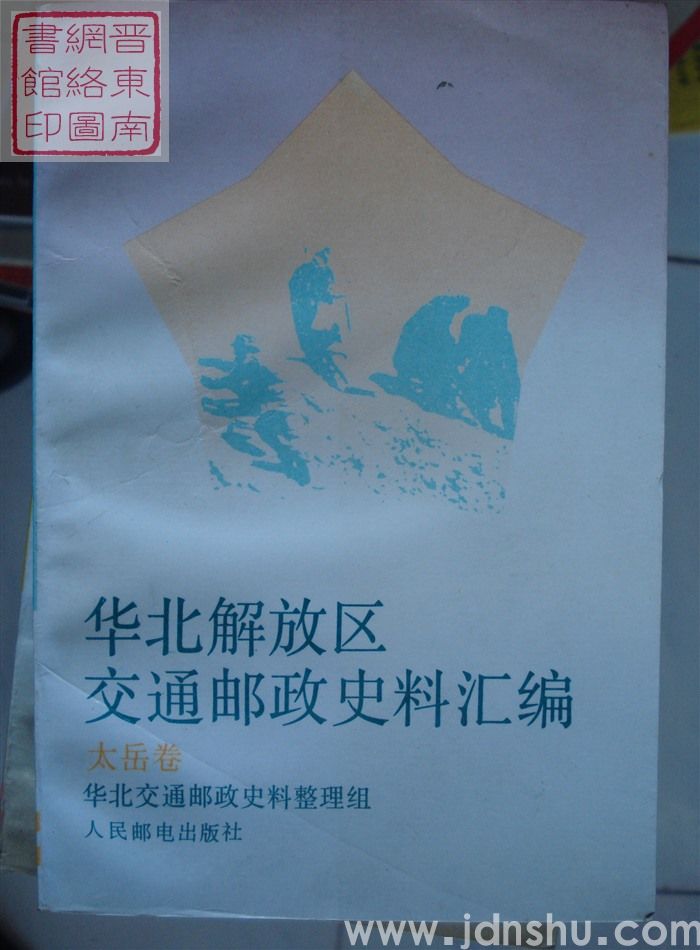 晋東南
網絡圖
書館印
华北解放区
交通邮政史料汇编
太岳卷
华北交通邮政史料整理组
人民邮电出版社
www.jdnshu.com